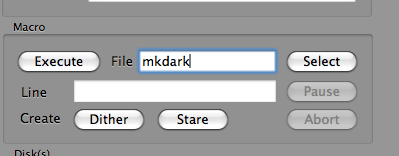 Macro
Execute File mkdark Select
Line Pause
Create Dither Stare Abort
Disk(s)